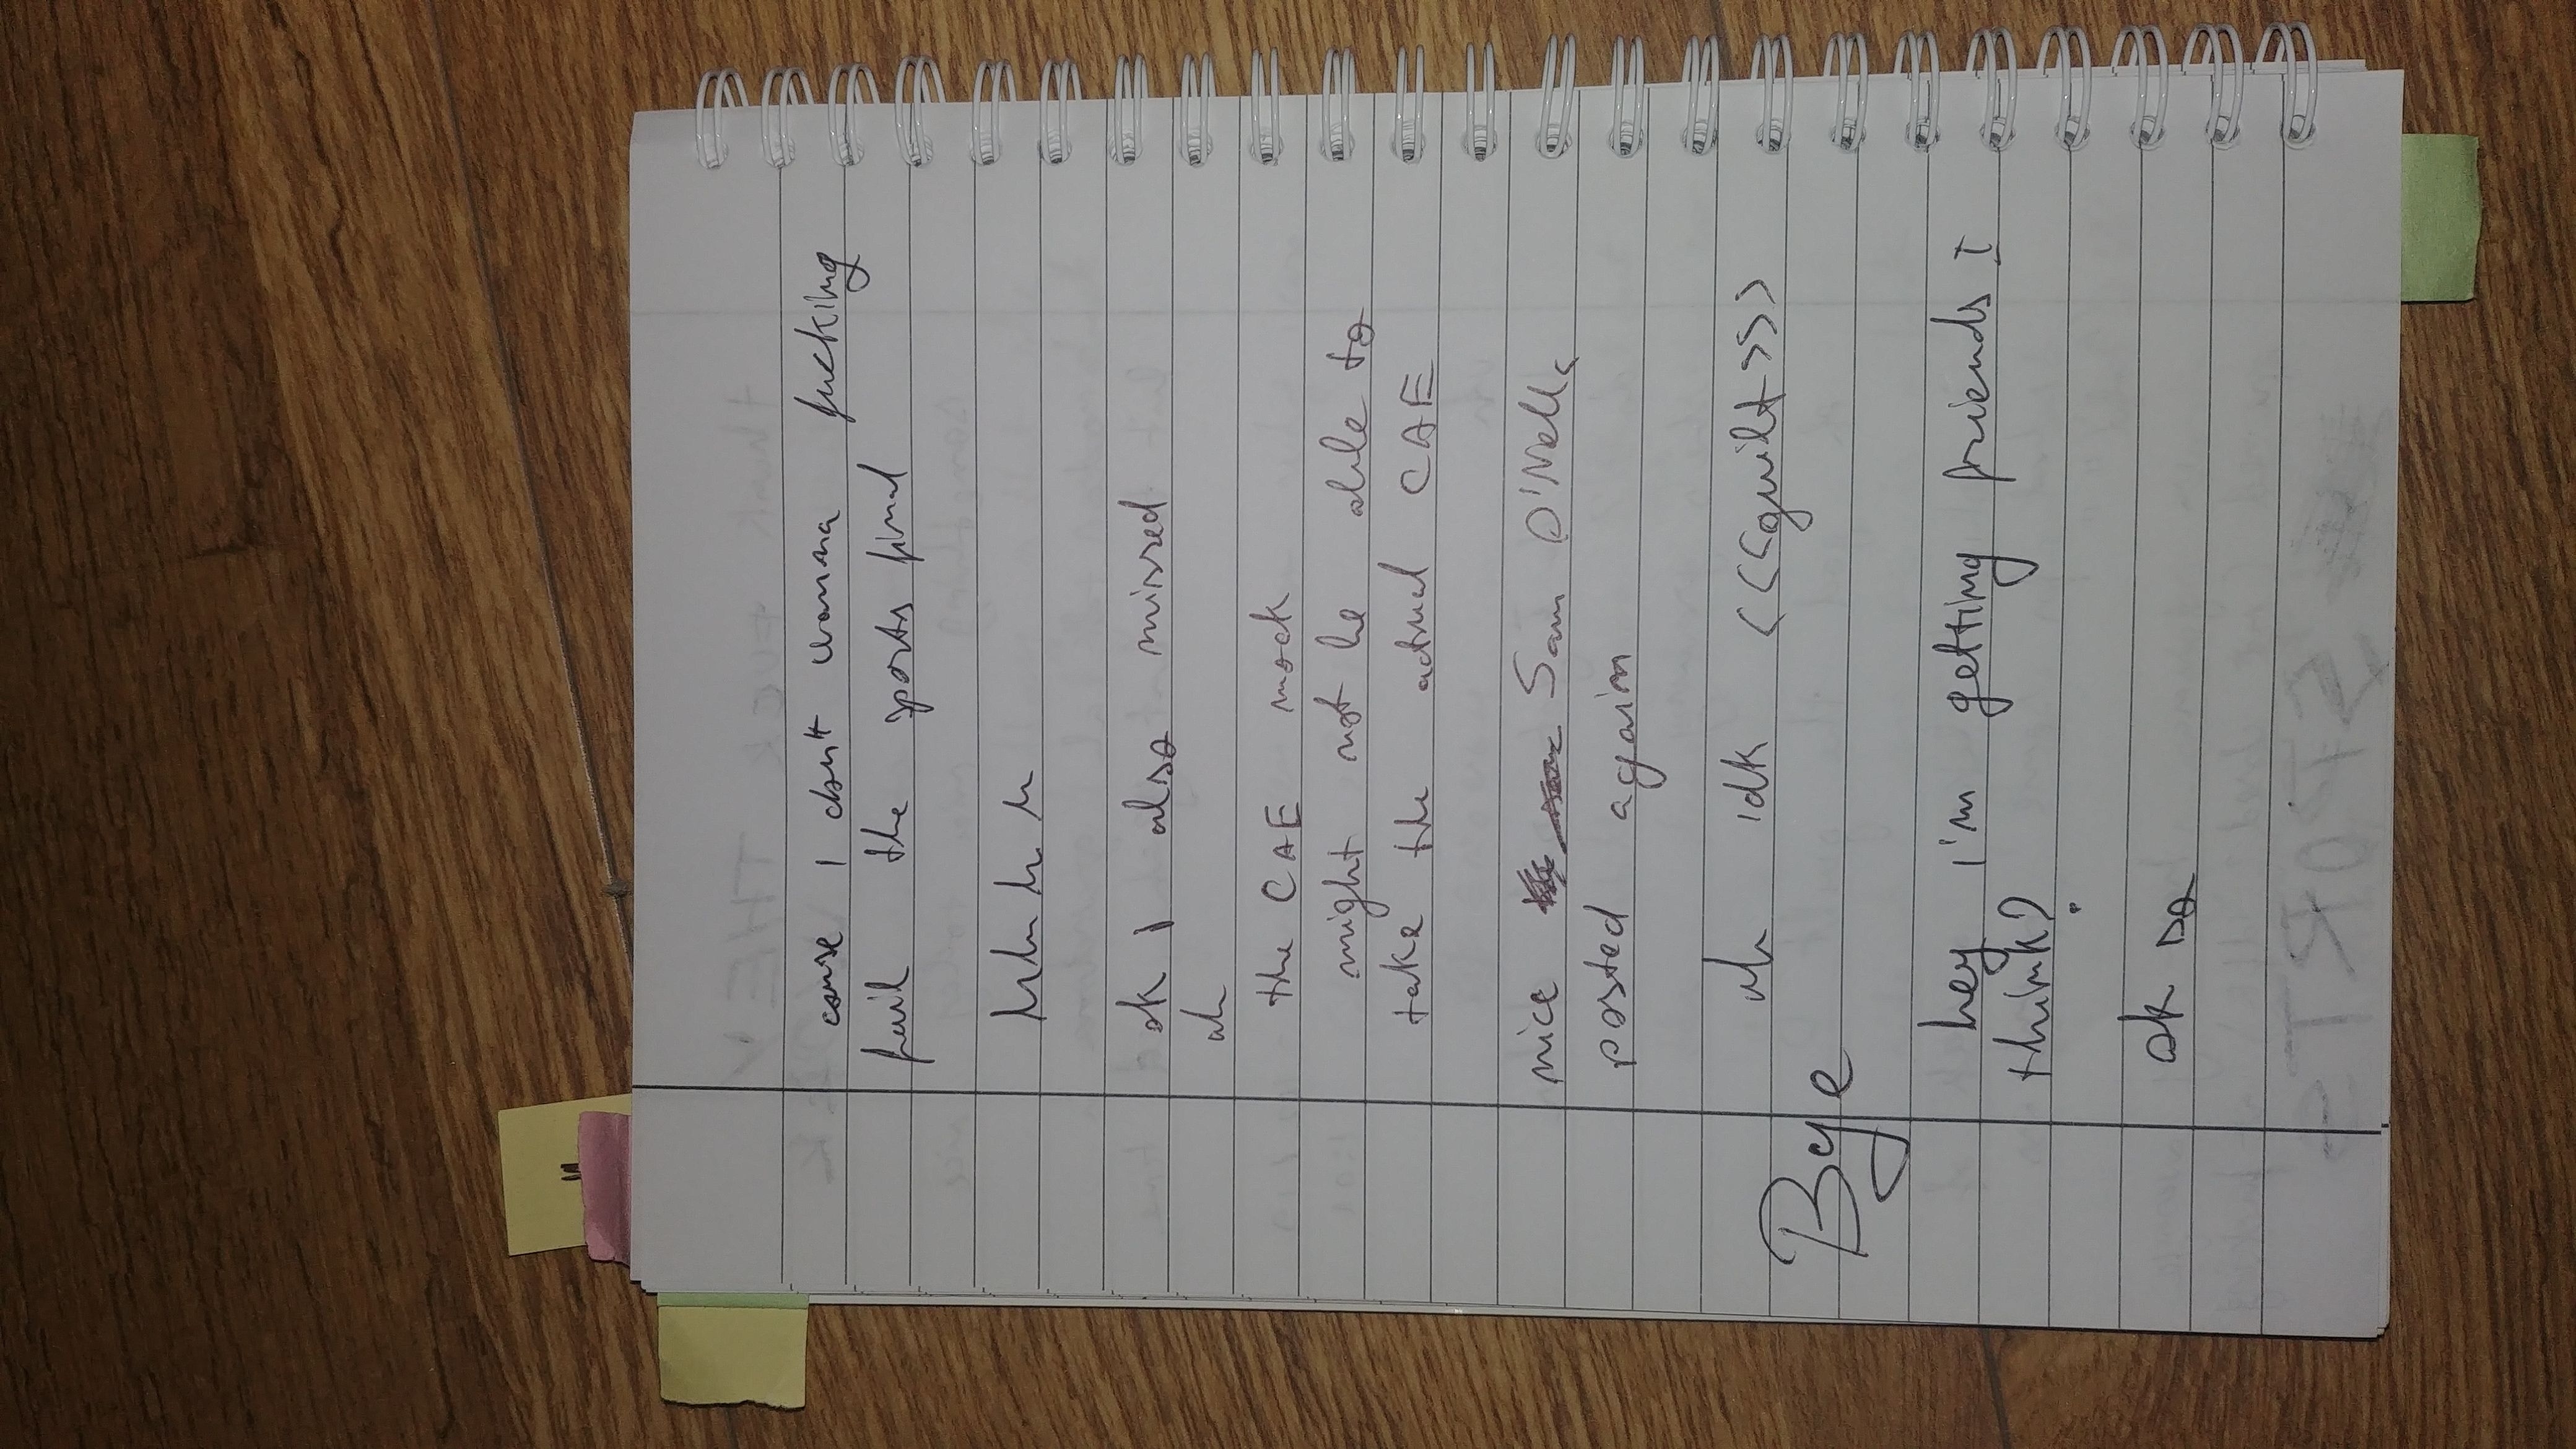 cause I don't wanna fucking
fail the sports final
hhhh
ok I also missed
uh
the CAE mock
might not be able to
take the actual CAE
nice Sam O'Nella
posted again
uh idk <<<guilt>>>
Bye
hey i'm getting friends I
think?
ok so